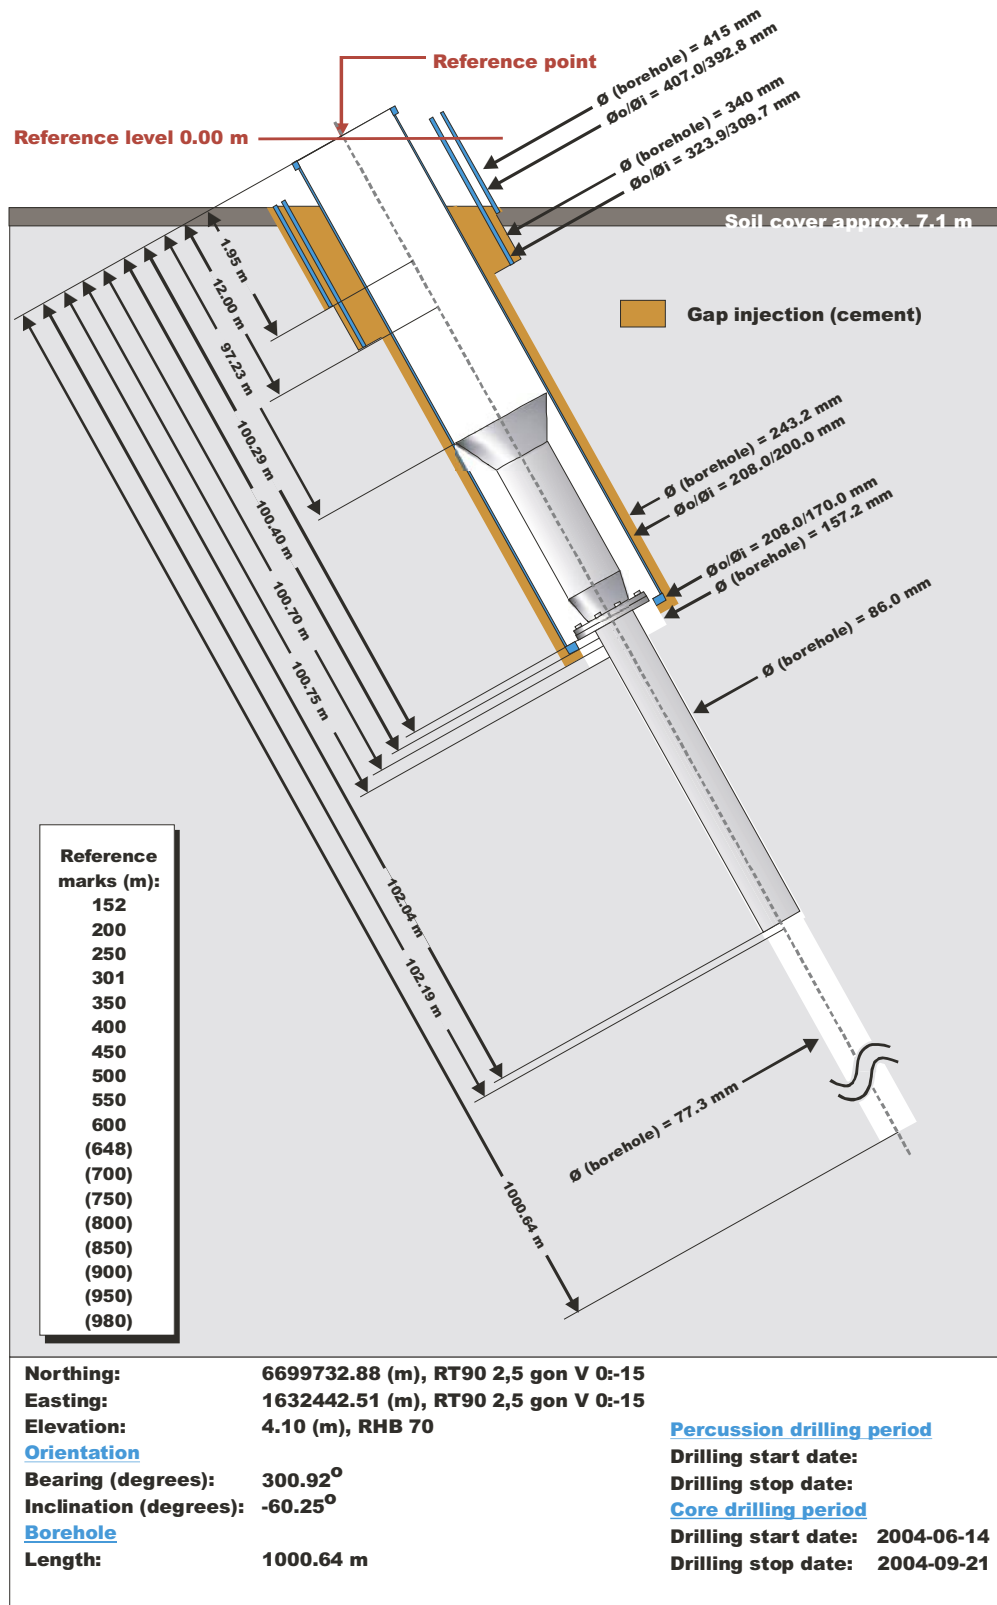 Reference point
Reference level 0.00 m
Ø (borehole) = 415 mm
Øo/Øi = 407.0/392.8 mm
Ø (borehole) = 340 mm
Øo/Øi = 323.9/309.7 mm
Soil cover approx. 7.1 m
Gap injection (cement)
1.95 m
12.00 m
97.23 m
100.29 m
100.40 m
100.70 m
100.75 m
102.04 m
102.19 m
1000.64 m
Ø (borehole) = 243.2 mm
Øo/Øi = 208.0/200.0 mm
Øo/Øi = 208.0/170.0 mm
Ø (borehole) = 157.2 mm
Ø (borehole) = 86.0 mm
Ø (borehole) = 77.3 mm
Reference
marks (m):
152
200
250
301
350
400
450
500
550
600
(648)
(700)
(750)
(800)
(850)
(900)
(950)
(980)
Northing: 6699732.88 (m), RT90 2,5 gon V 0:-15
Easting: 1632442.51 (m), RT90 2,5 gon V 0:-15
Elevation: 4.10 (m), RHB 70
Orientation
Bearing (degrees): 300.92°
Inclination (degrees): -60.25°
Borehole
Length: 1000.64 m
Percussion drilling period
Drilling start date:
Drilling stop date:
Core drilling period
Drilling start date: 2004-06-14
Drilling stop date: 2004-09-21